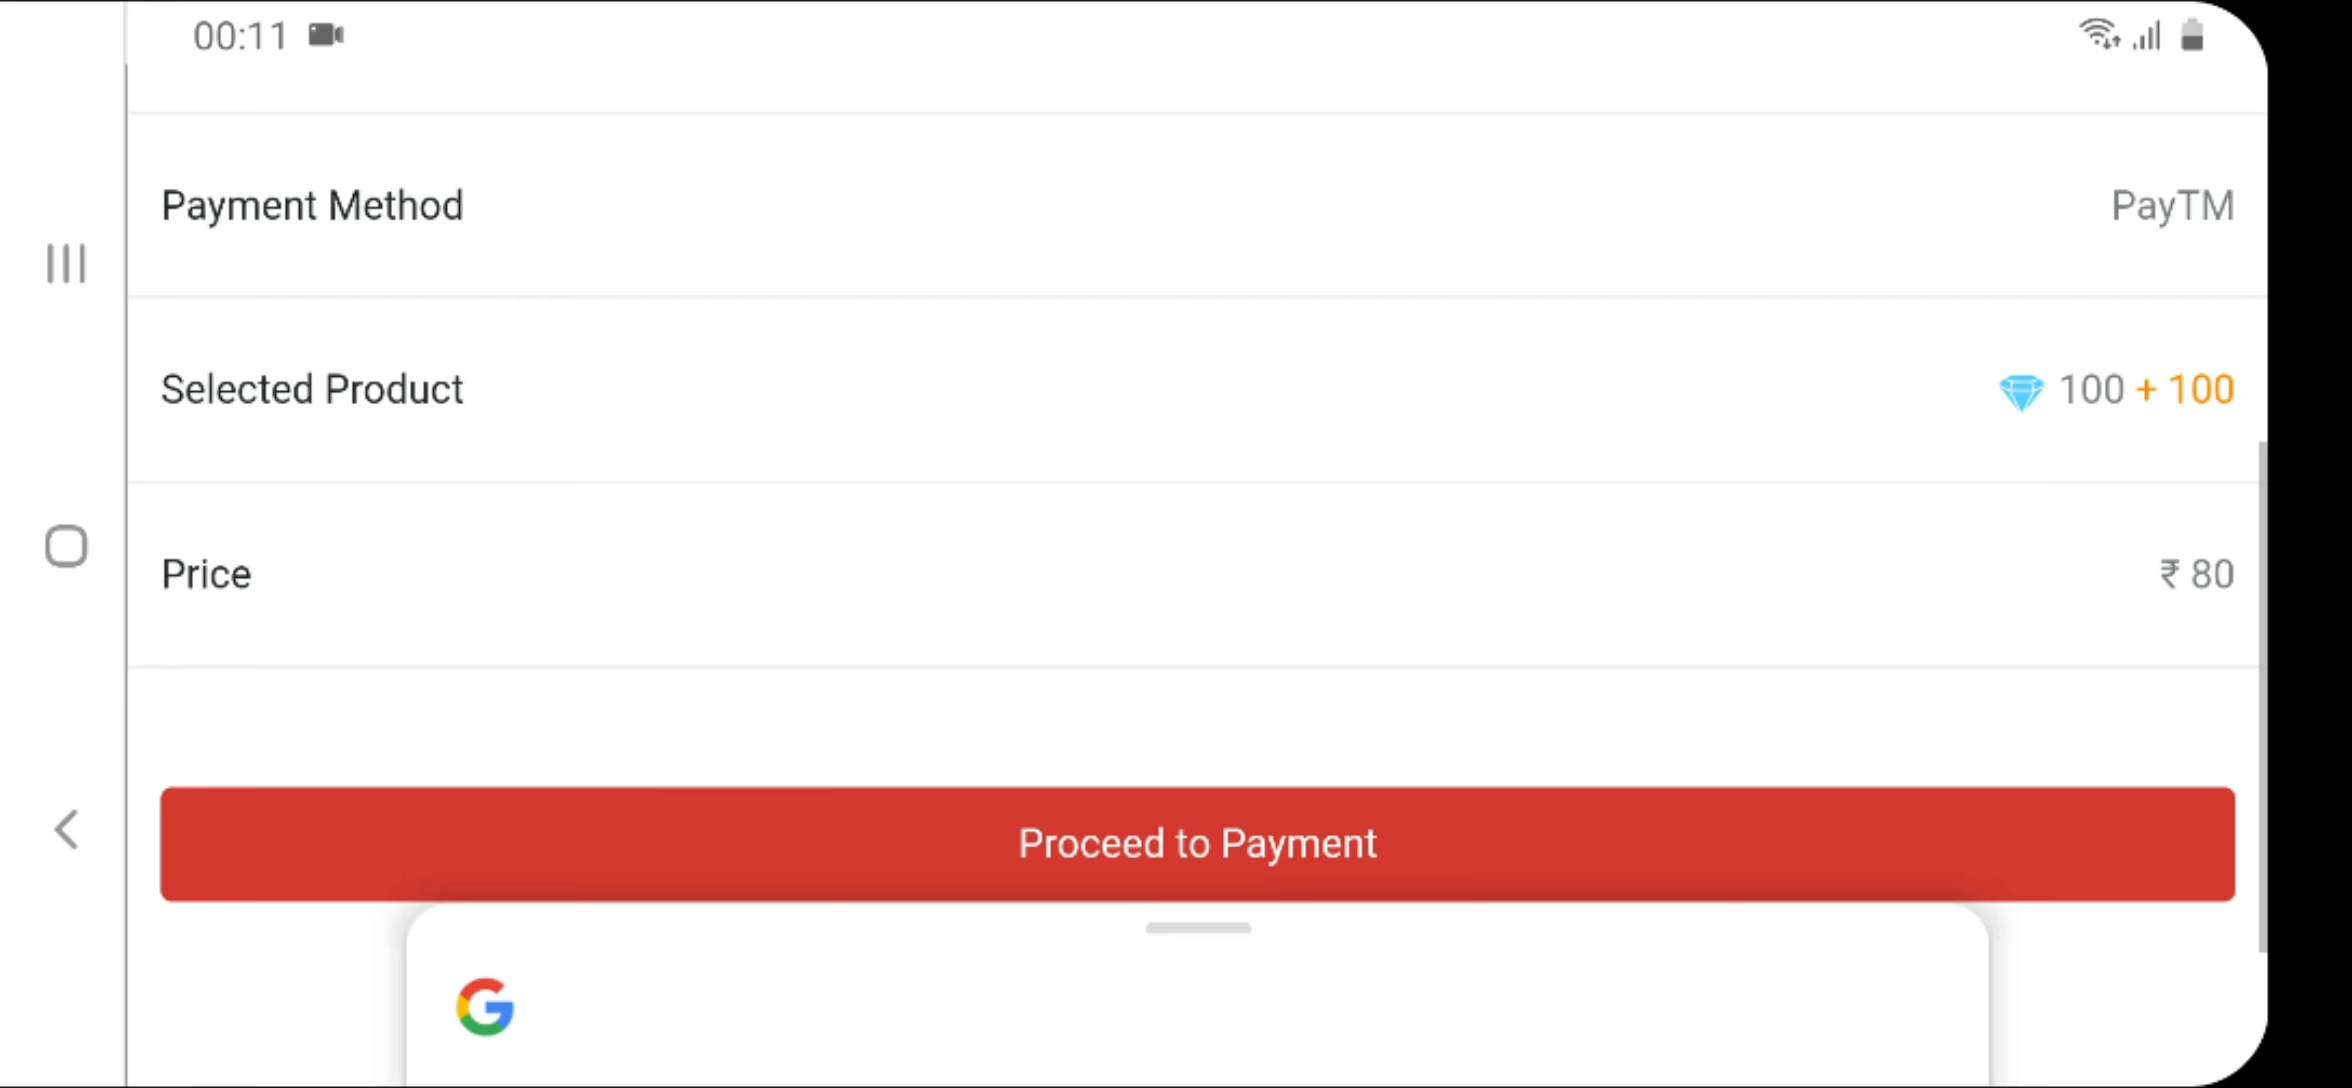 00:11
Payment Method PayTM
Selected Product 100 + 100
Price ₹ 80
Proceed to Payment
G